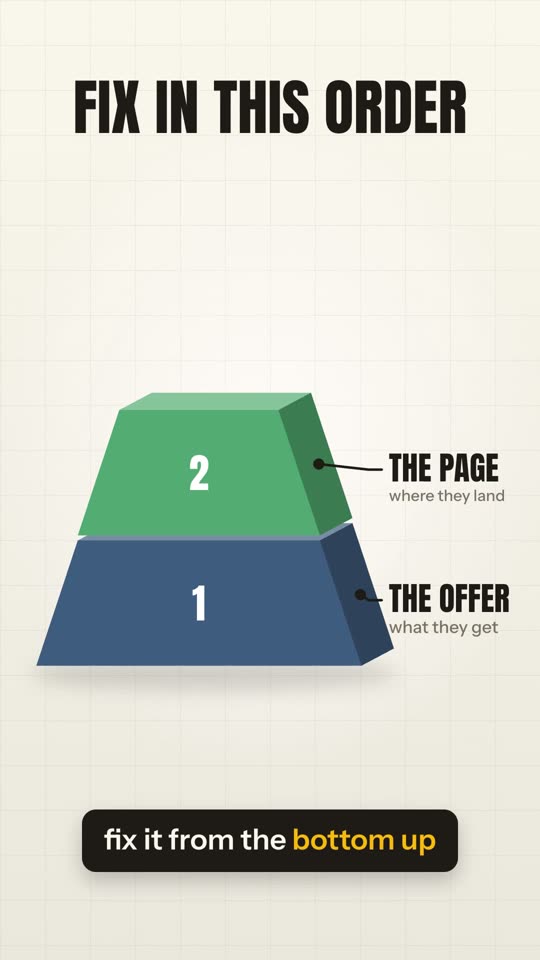 FIX IN THIS ORDER
2
THE PAGE
where they land
1
THE OFFER
what they get
fix it from the bottom up